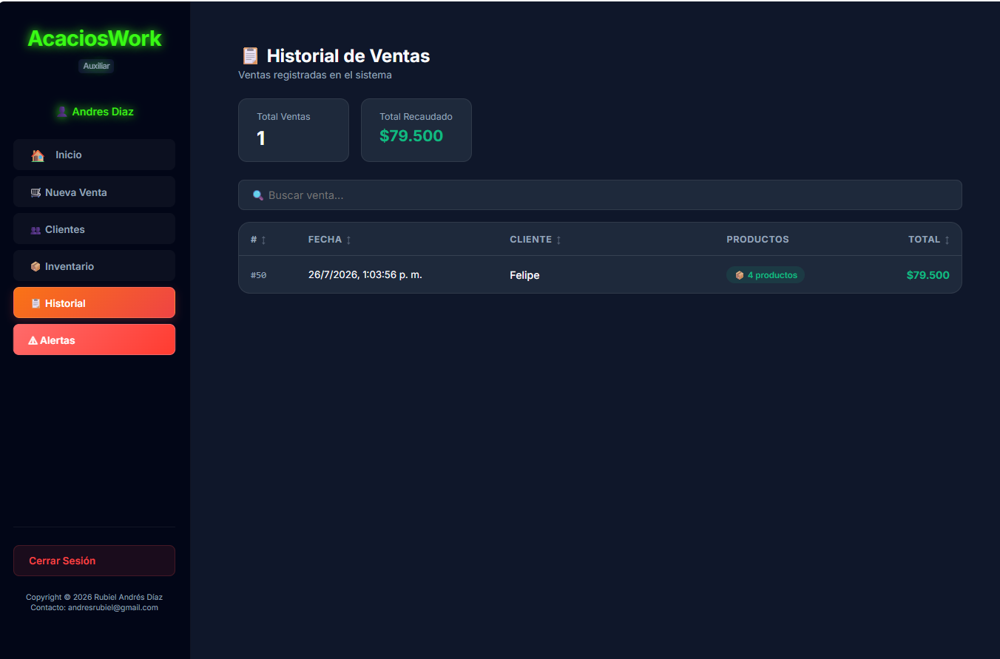 AcaciosWork
Auxiliar
Andres Diaz
Inicio
Nueva Venta
Clientes
Inventario
Historial
Alertas
Cerrar Sesión
Copyright © 2026 Rubiel Andrés Díaz
Contacto: andresrubiel@gmail.com
Historial de Ventas
Ventas registradas en el sistema
Total Ventas
1
Total Recaudado
$79.500
Buscar venta...
# FECHA CLIENTE PRODUCTOS TOTAL
#50 26/7/2026, 1:03:56 p. m. Felipe 4 productos $79.500